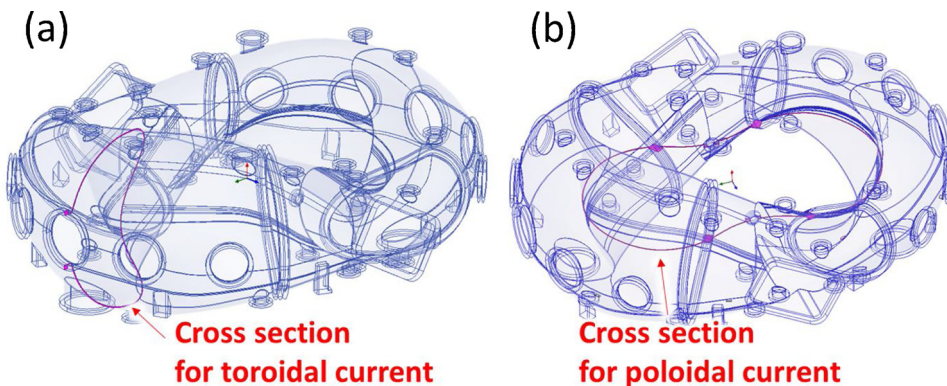 (a)
(b)
Cross section
for toroidal current
Cross section
for poloidal current